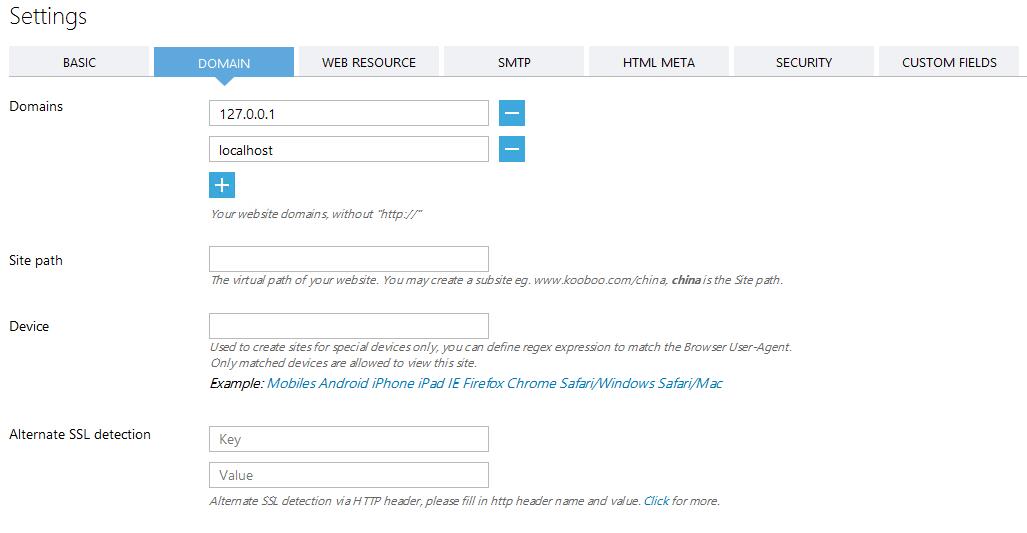 Settings
BASIC DOMAIN WEB RESOURCE SMTP HTML META SECURITY CUSTOM FIELDS
Domains 127.0.0.1
localhost
Your website domains, without "http://"
Site path
The virtual path of your website. You may create a subsite eg. www.kooboo.com/china, china is the Site path.
Device
Used to create sites for special devices only, you can define regex expression to match the Browser User-Agent.
Only matched devices are allowed to view this site.
Example: Mobiles Android iPhone iPad IE Firefox Chrome Safari/Windows Safari/Mac
Alternate SSL detection Key
Value
Alternate SSL detection via HTTP header, please fill in http header name and value. Click for more.